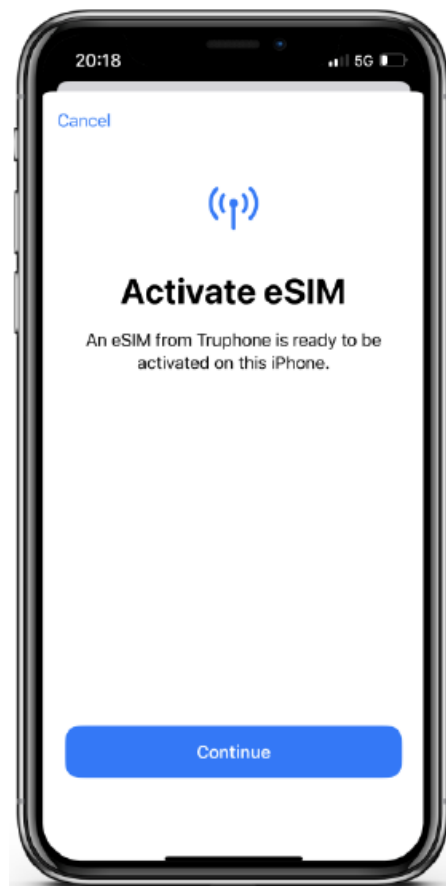 20:18
5G
Cancel
Activate eSIM
An eSIM from Truphone is ready to be
activated on this iPhone.
Continue